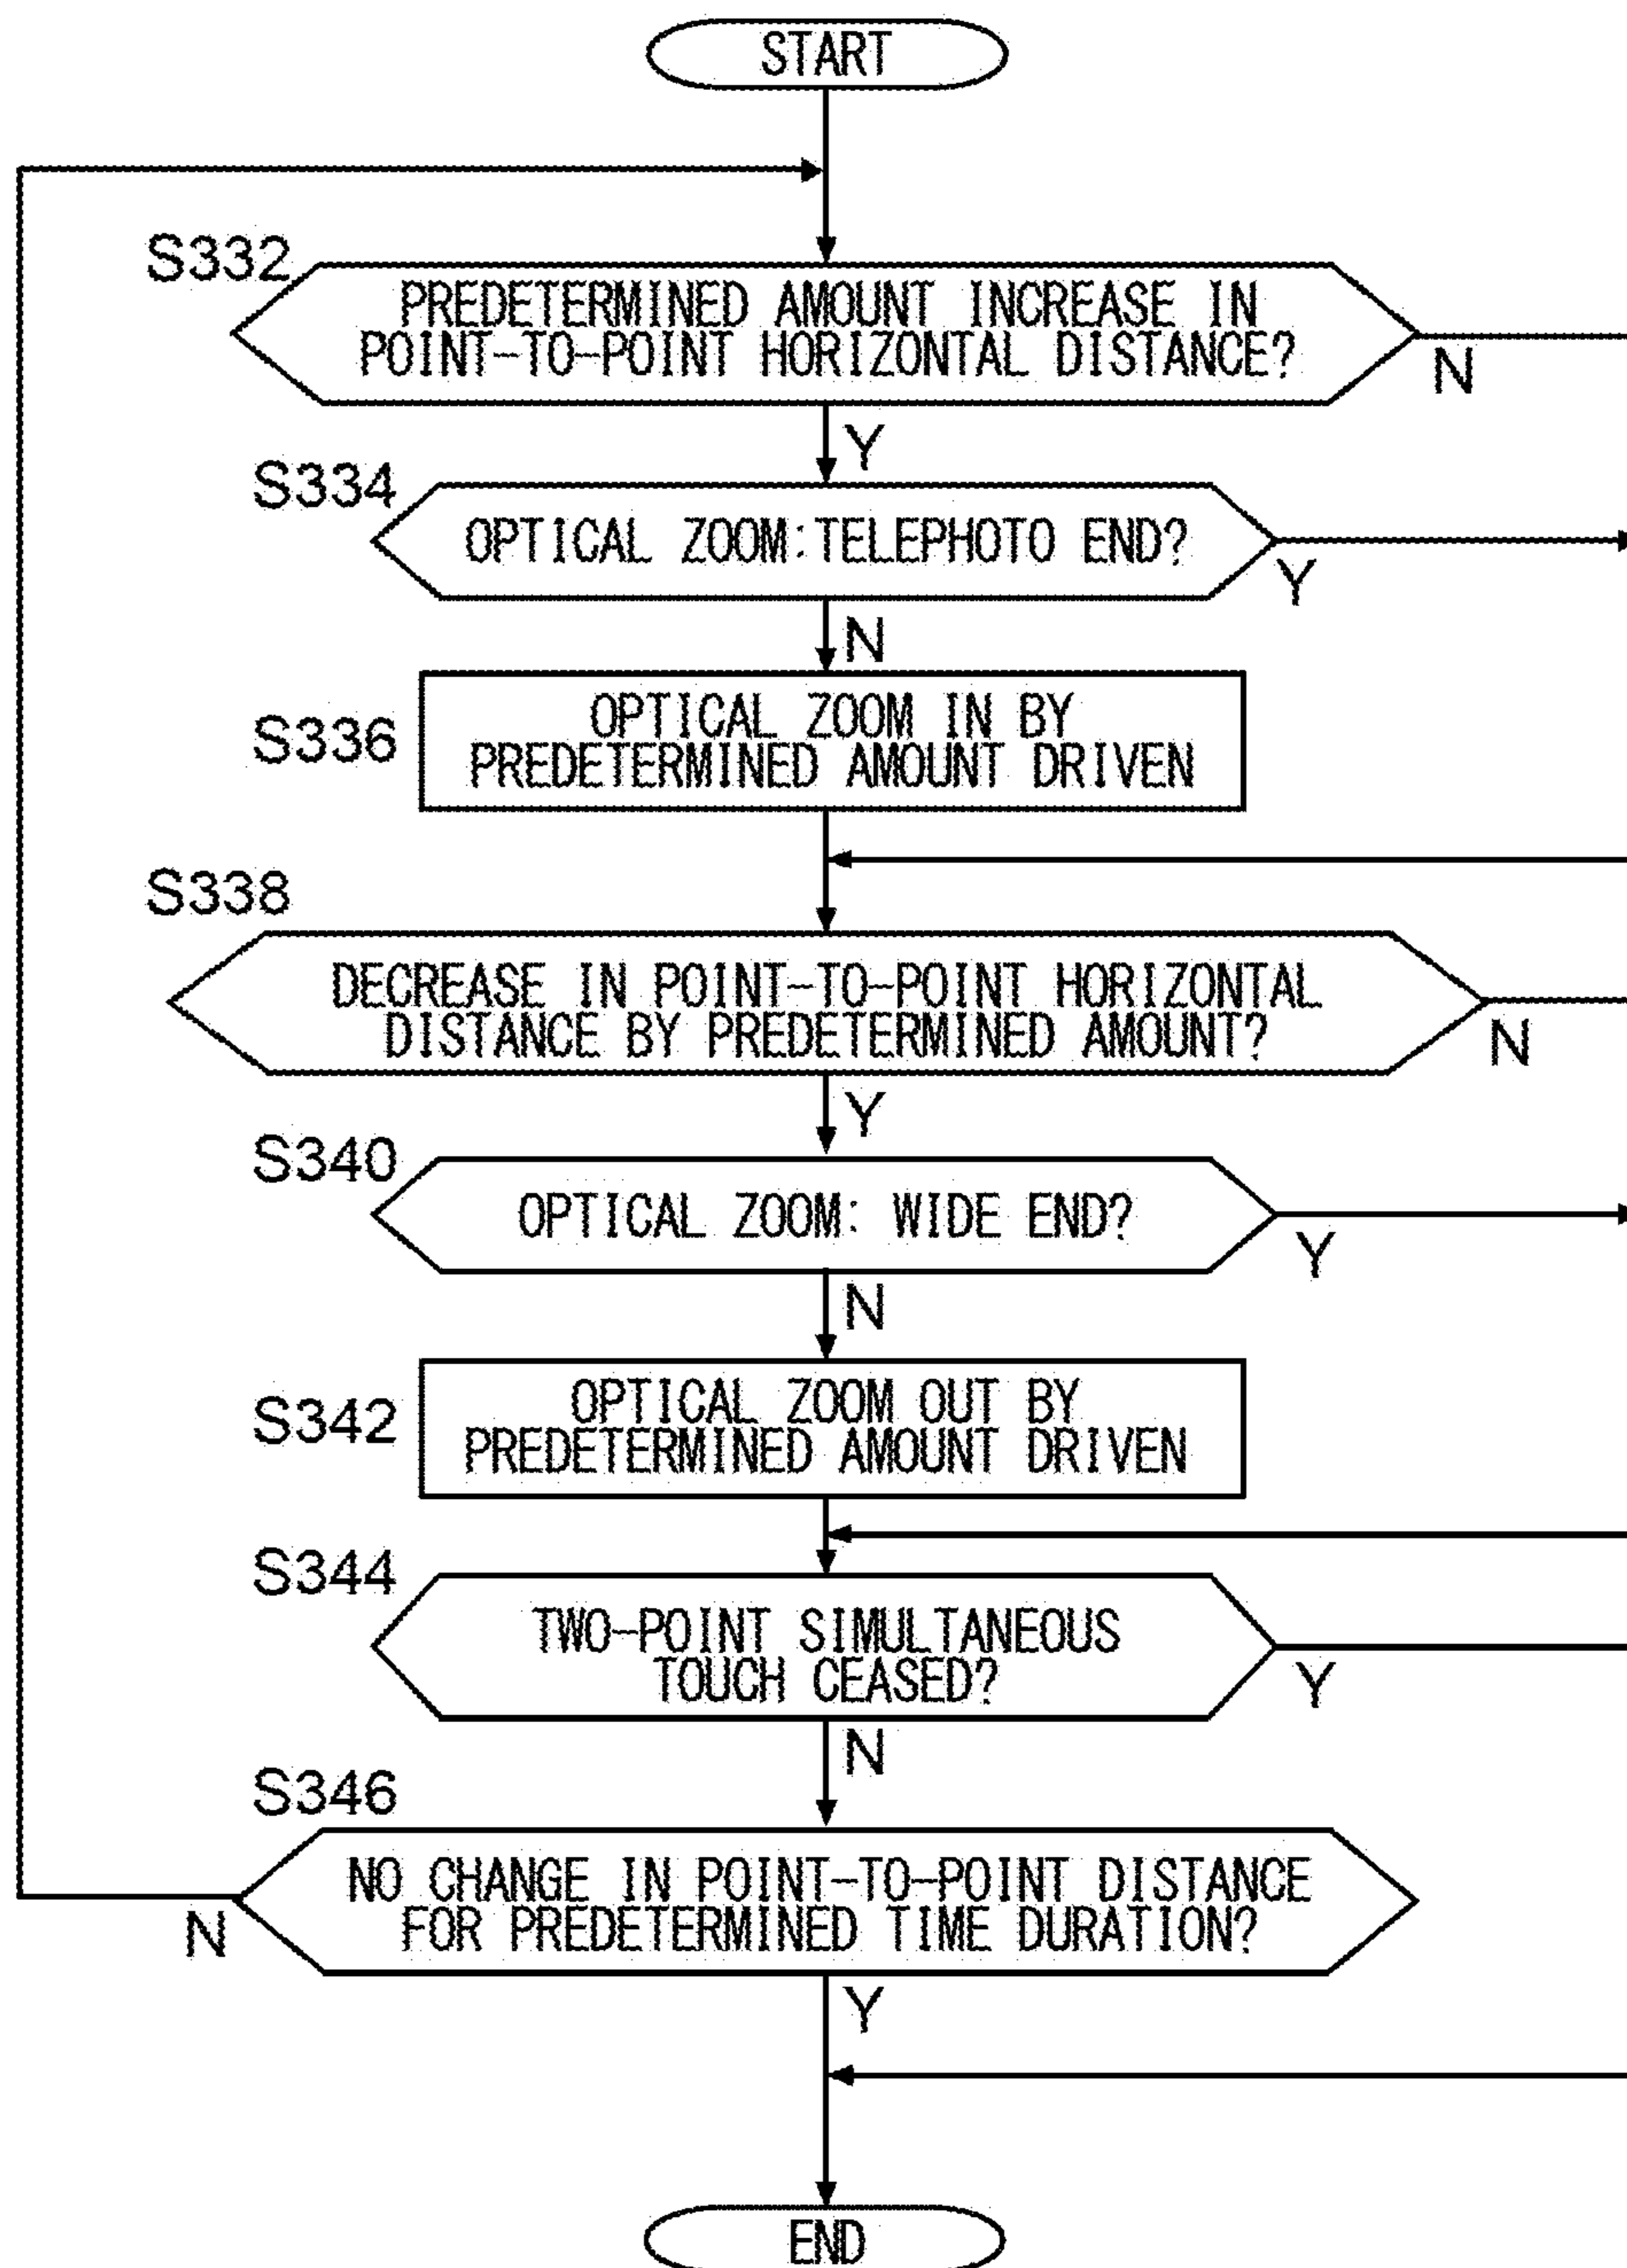 START
S332
PREDETERMINED AMOUNT INCREASE IN
POINT-TO-POINT HORIZONTAL DISTANCE?
N
Y
S334
OPTICAL ZOOM:TELEPHOTO END?
Y
N
S336
OPTICAL ZOOM IN BY
PREDETERMINED AMOUNT DRIVEN
S338
DECREASE IN POINT-TO-POINT HORIZONTAL
DISTANCE BY PREDETERMINED AMOUNT?
N
Y
S340
OPTICAL ZOOM: WIDE END?
Y
N
S342
OPTICAL ZOOM OUT BY
PREDETERMINED AMOUNT DRIVEN
S344
TWO-POINT SIMULTANEOUS
TOUCH CEASED?
Y
N
S346
NO CHANGE IN POINT-TO-POINT DISTANCE
FOR PREDETERMINED TIME DURATION?
N
Y
END